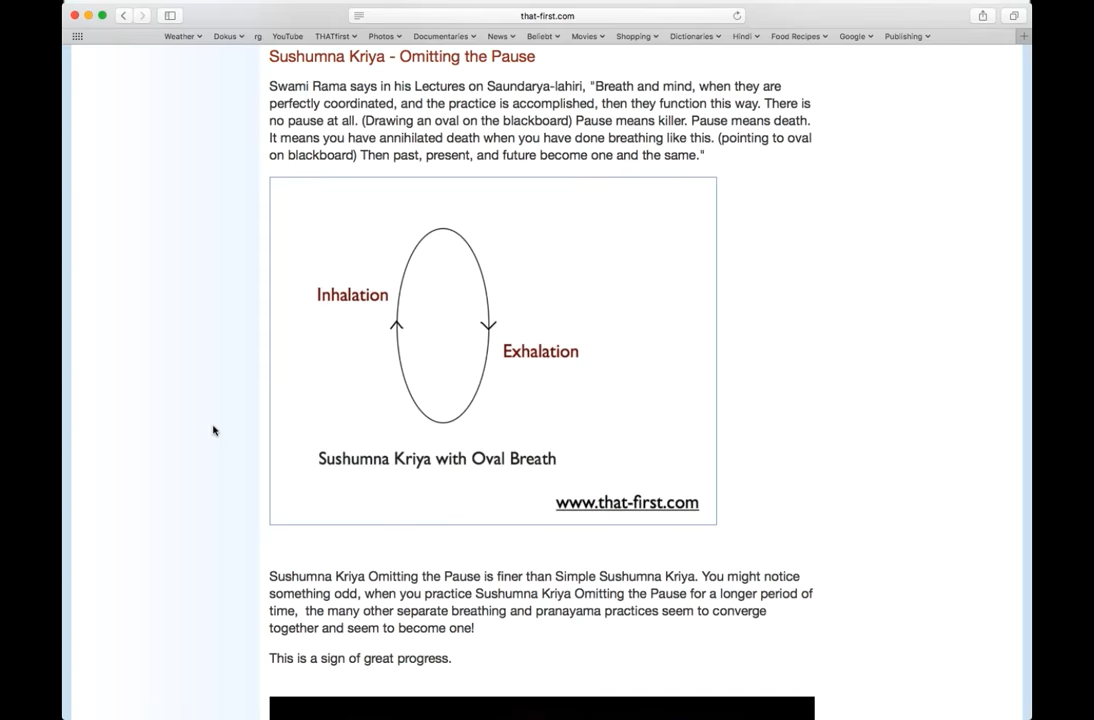 that-first.com
Weather Dokus rg YouTube THATfirst Photos Documentaries News Beliebt Movies Shopping Dictionaries Hindi Food Recipes Google Publishing
Sushumna Kriya - Omitting the Pause
Swami Rama says in his Lectures on Saundarya-lahiri, "Breath and mind, when they are
perfectly coordinated, and the practice is accomplished, then they function this way. There is
no pause at all. (Drawing an oval on the blackboard) Pause means killer. Pause means death.
It means you have annihilated death when you have done breathing like this. (pointing to oval
on blackboard) Then past, present, and future become one and the same."
Inhalation
Exhalation
Sushumna Kriya with Oval Breath
www.that-first.com
Sushumna Kriya Omitting the Pause is finer than Simple Sushumna Kriya. You might notice
something odd, when you practice Sushumna Kriya Omitting the Pause for a longer period of
time, the many other separate breathing and pranayama practices seem to converge
together and seem to become one!
This is a sign of great progress.